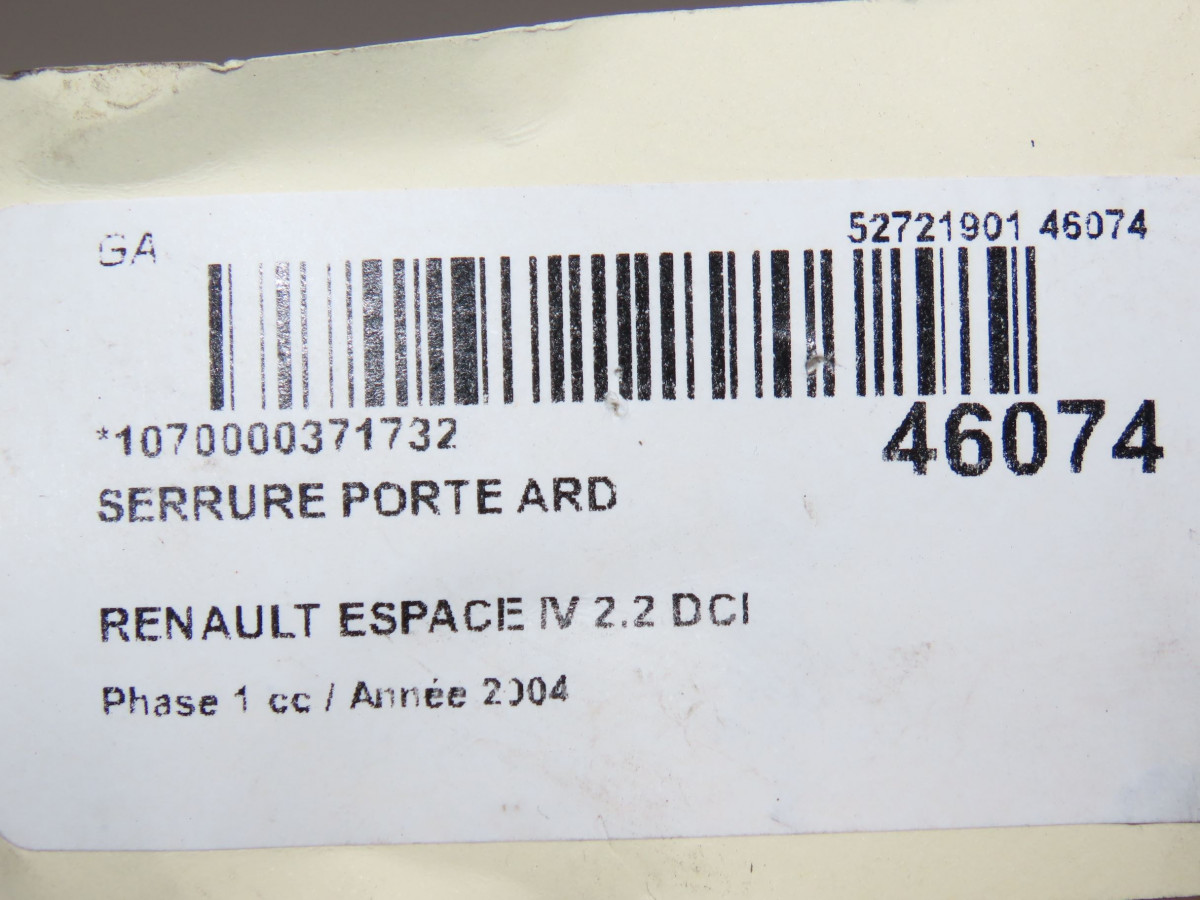 GA
52721901 46074
*1070000371732
46074
SERRURE PORTE ARD
RENAULT ESPACE IV 2.2 DCI
Phase 1 cc / Année 2004